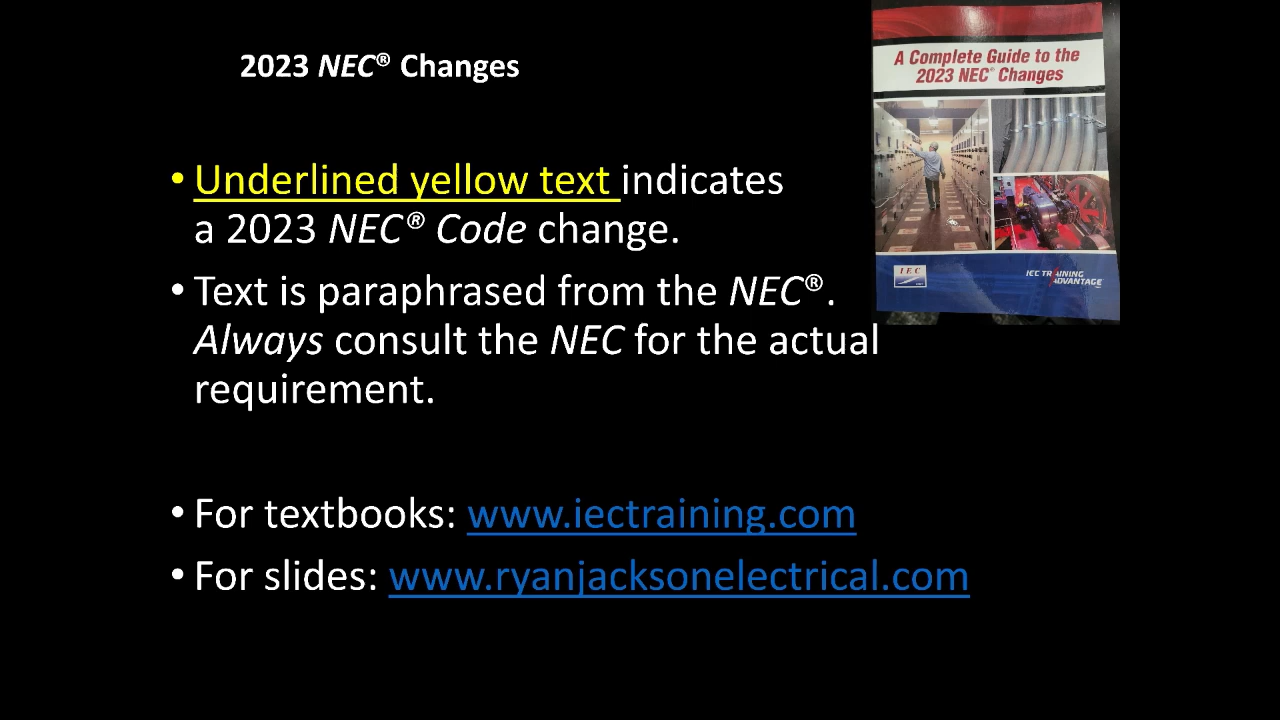 2023 NEC® Changes
A Complete Guide to the
2023 NEC® Changes
• Underlined yellow text indicates
a 2023 NEC® Code change.
• Text is paraphrased from the NEC®.
Always consult the NEC for the actual
requirement.
IEC
IEC TRAINING
ADVANTAGE
• For textbooks: www.iectraining.com
• For slides: www.ryanjacksonelectrical.com